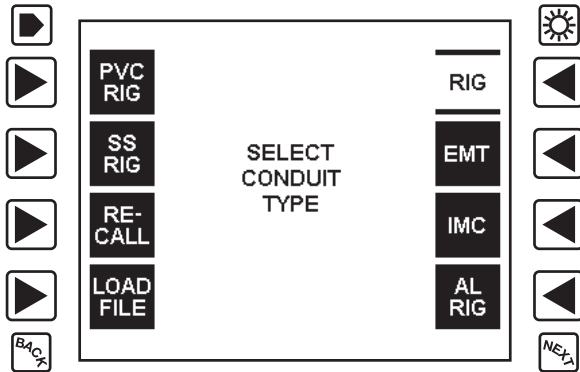 PVC
RIG
SS
RIG
RE-
CALL
LOAD
FILE
SELECT
CONDUIT
TYPE
RIG
EMT
IMC
AL
RIG
BACK
NEXT